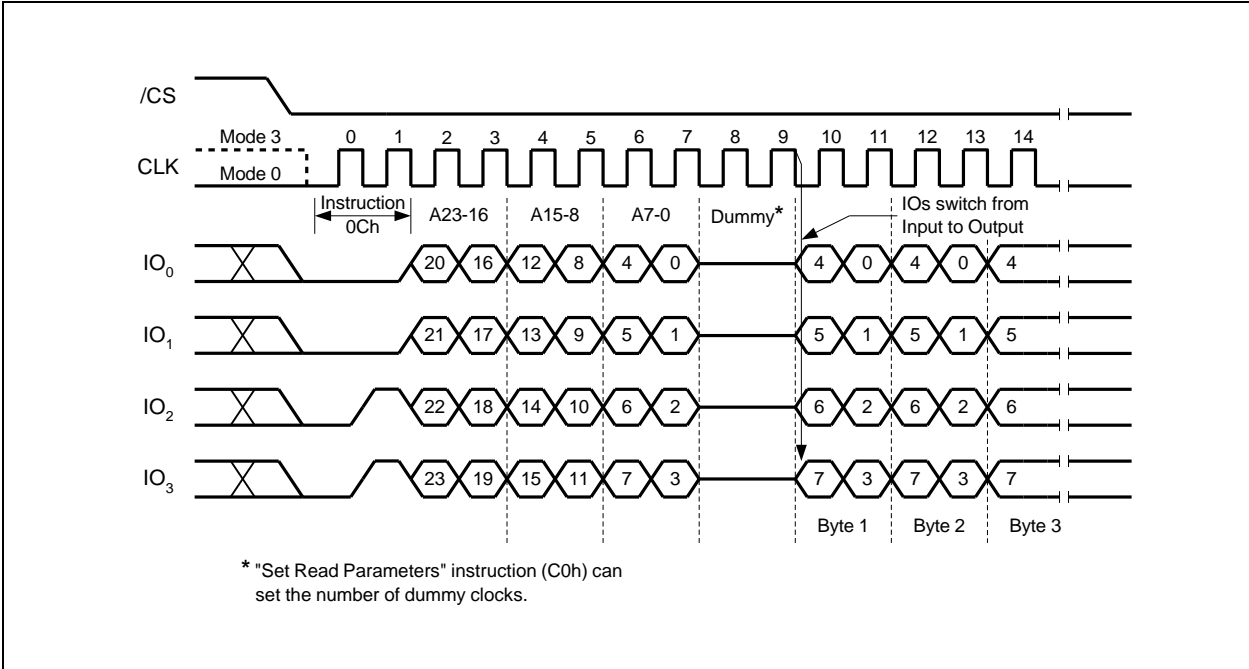 /CS
Mode 3 0 1 2 3 4 5 6 7 8 9 10 11 12 13 14
CLK Mode 0
Instruction
0Ch
A23-16 A15-8 A7-0 Dummy*
IOs switch from
Input to Output
IO0 20 16 12 8 4 0 4 0 4 0 4
IO1 21 17 13 9 5 1 5 1 5 1 5
IO2 22 18 14 10 6 2 6 2 6 2 6
IO3 23 19 15 11 7 3 7 3 7 3 7
Byte 1 Byte 2 Byte 3
* "Set Read Parameters" instruction (C0h) can
set the number of dummy clocks.